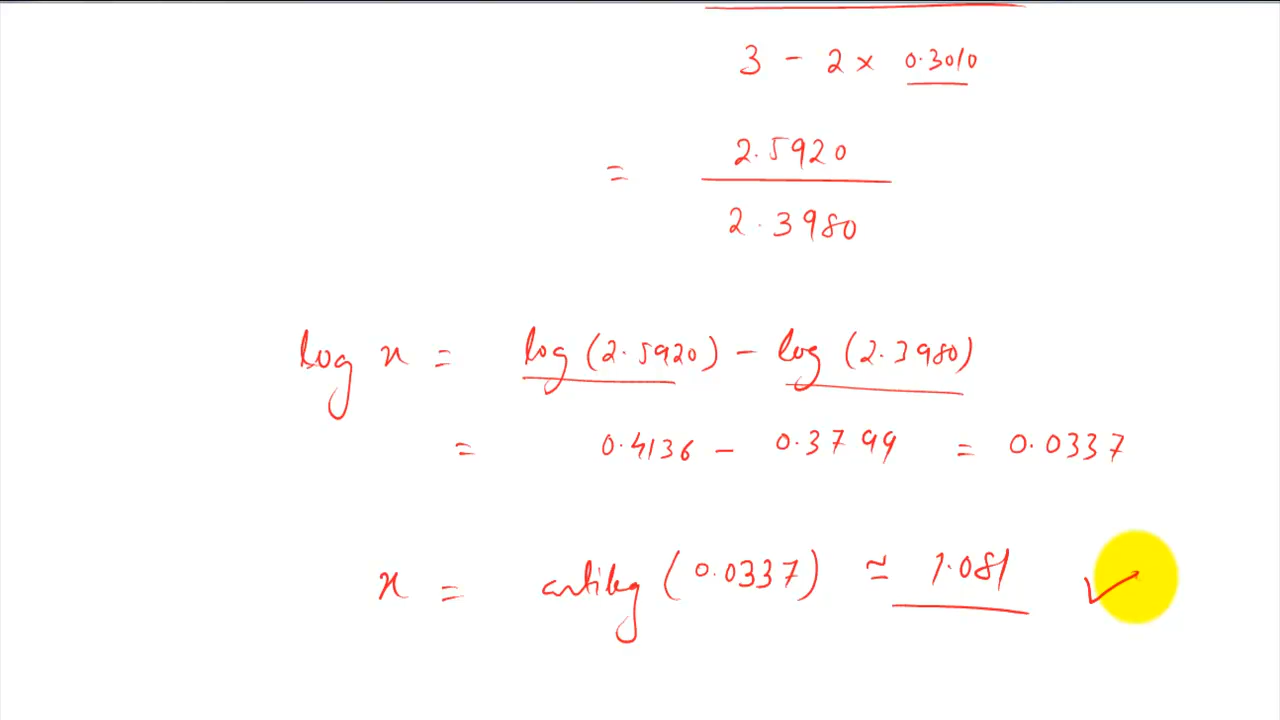 3 - 2 × 0.3010
= 2.5920
2.3980
log x = log (2.5920) - log (2.3980)
= 0.4136 - 0.3799 = 0.0337
x = antilog (0.0337) ≃ 1.081 ✓